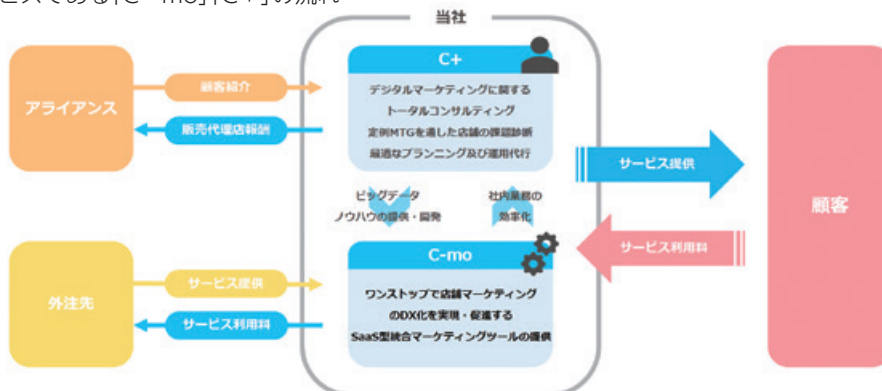 ビスである「C－mo」「C＋」の流れ
当社
C+
デジタルマーケティングに関する
トータルコンサルティング
定例MTGを通した店舗の課題診断
最適なプランニング及び運用代行
アライアンス
顧客紹介
販売代理店報酬
サービス提供
サービス利用料
顧客
ビッグデータ
ノウハウの提供・開発
社内業務の
効率化
C-mo
ワンストップで店舗マーケティング
のDX化を実現・促進する
SaaS型統合マーケティングツールの提供
外注先
サービス提供
サービス利用料